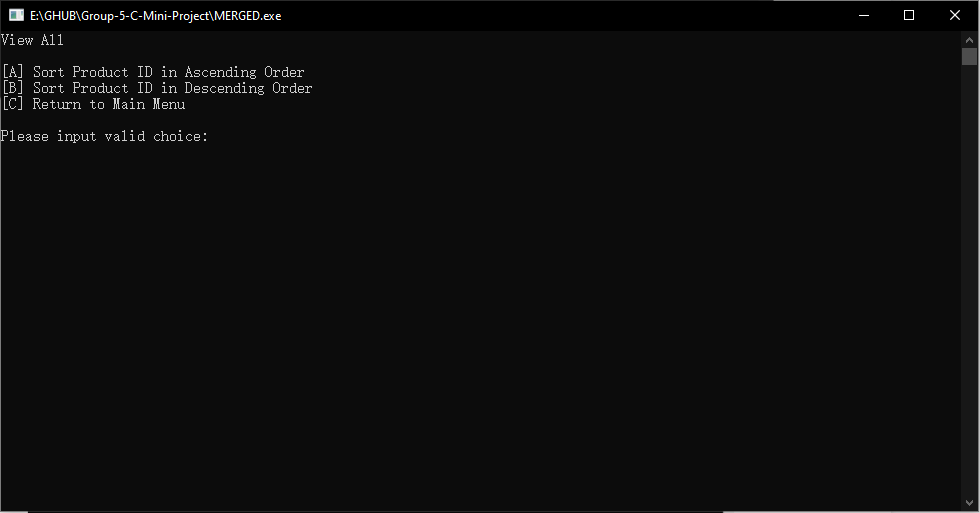 E:\GHUB\Group-5-C-Mini-Project\MERGED.exe
View All
[A] Sort Product ID in Ascending Order
[B] Sort Product ID in Descending Order
[C] Return to Main Menu
Please input valid choice: